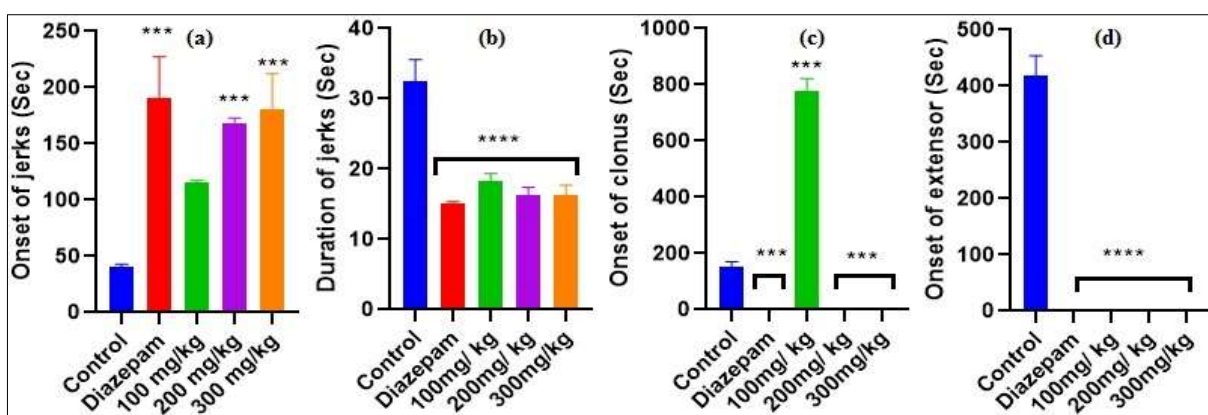 (a)
Onset of jerks (Sec)
250
200
150
100
50
0
***
***
***
Control
Diazepam
100 mg/kg
200 mg/kg
300 mg/kg
(b)
Duration of jerks (Sec)
40
30
20
10
0
****
Control
Diazepam
100mg/ kg
200mg/ kg
300mg/kg
(c)
Onset of clonus (Sec)
1000
800
600
400
200
0
***
***
***
Control
Diazepam
100mg/ kg
200mg/ kg
300mg/kg
(d)
Onset of extensor (Sec)
500
400
300
200
100
0
****
Control
Diazepam
100mg/ kg
200mg/ kg
300mg/kg